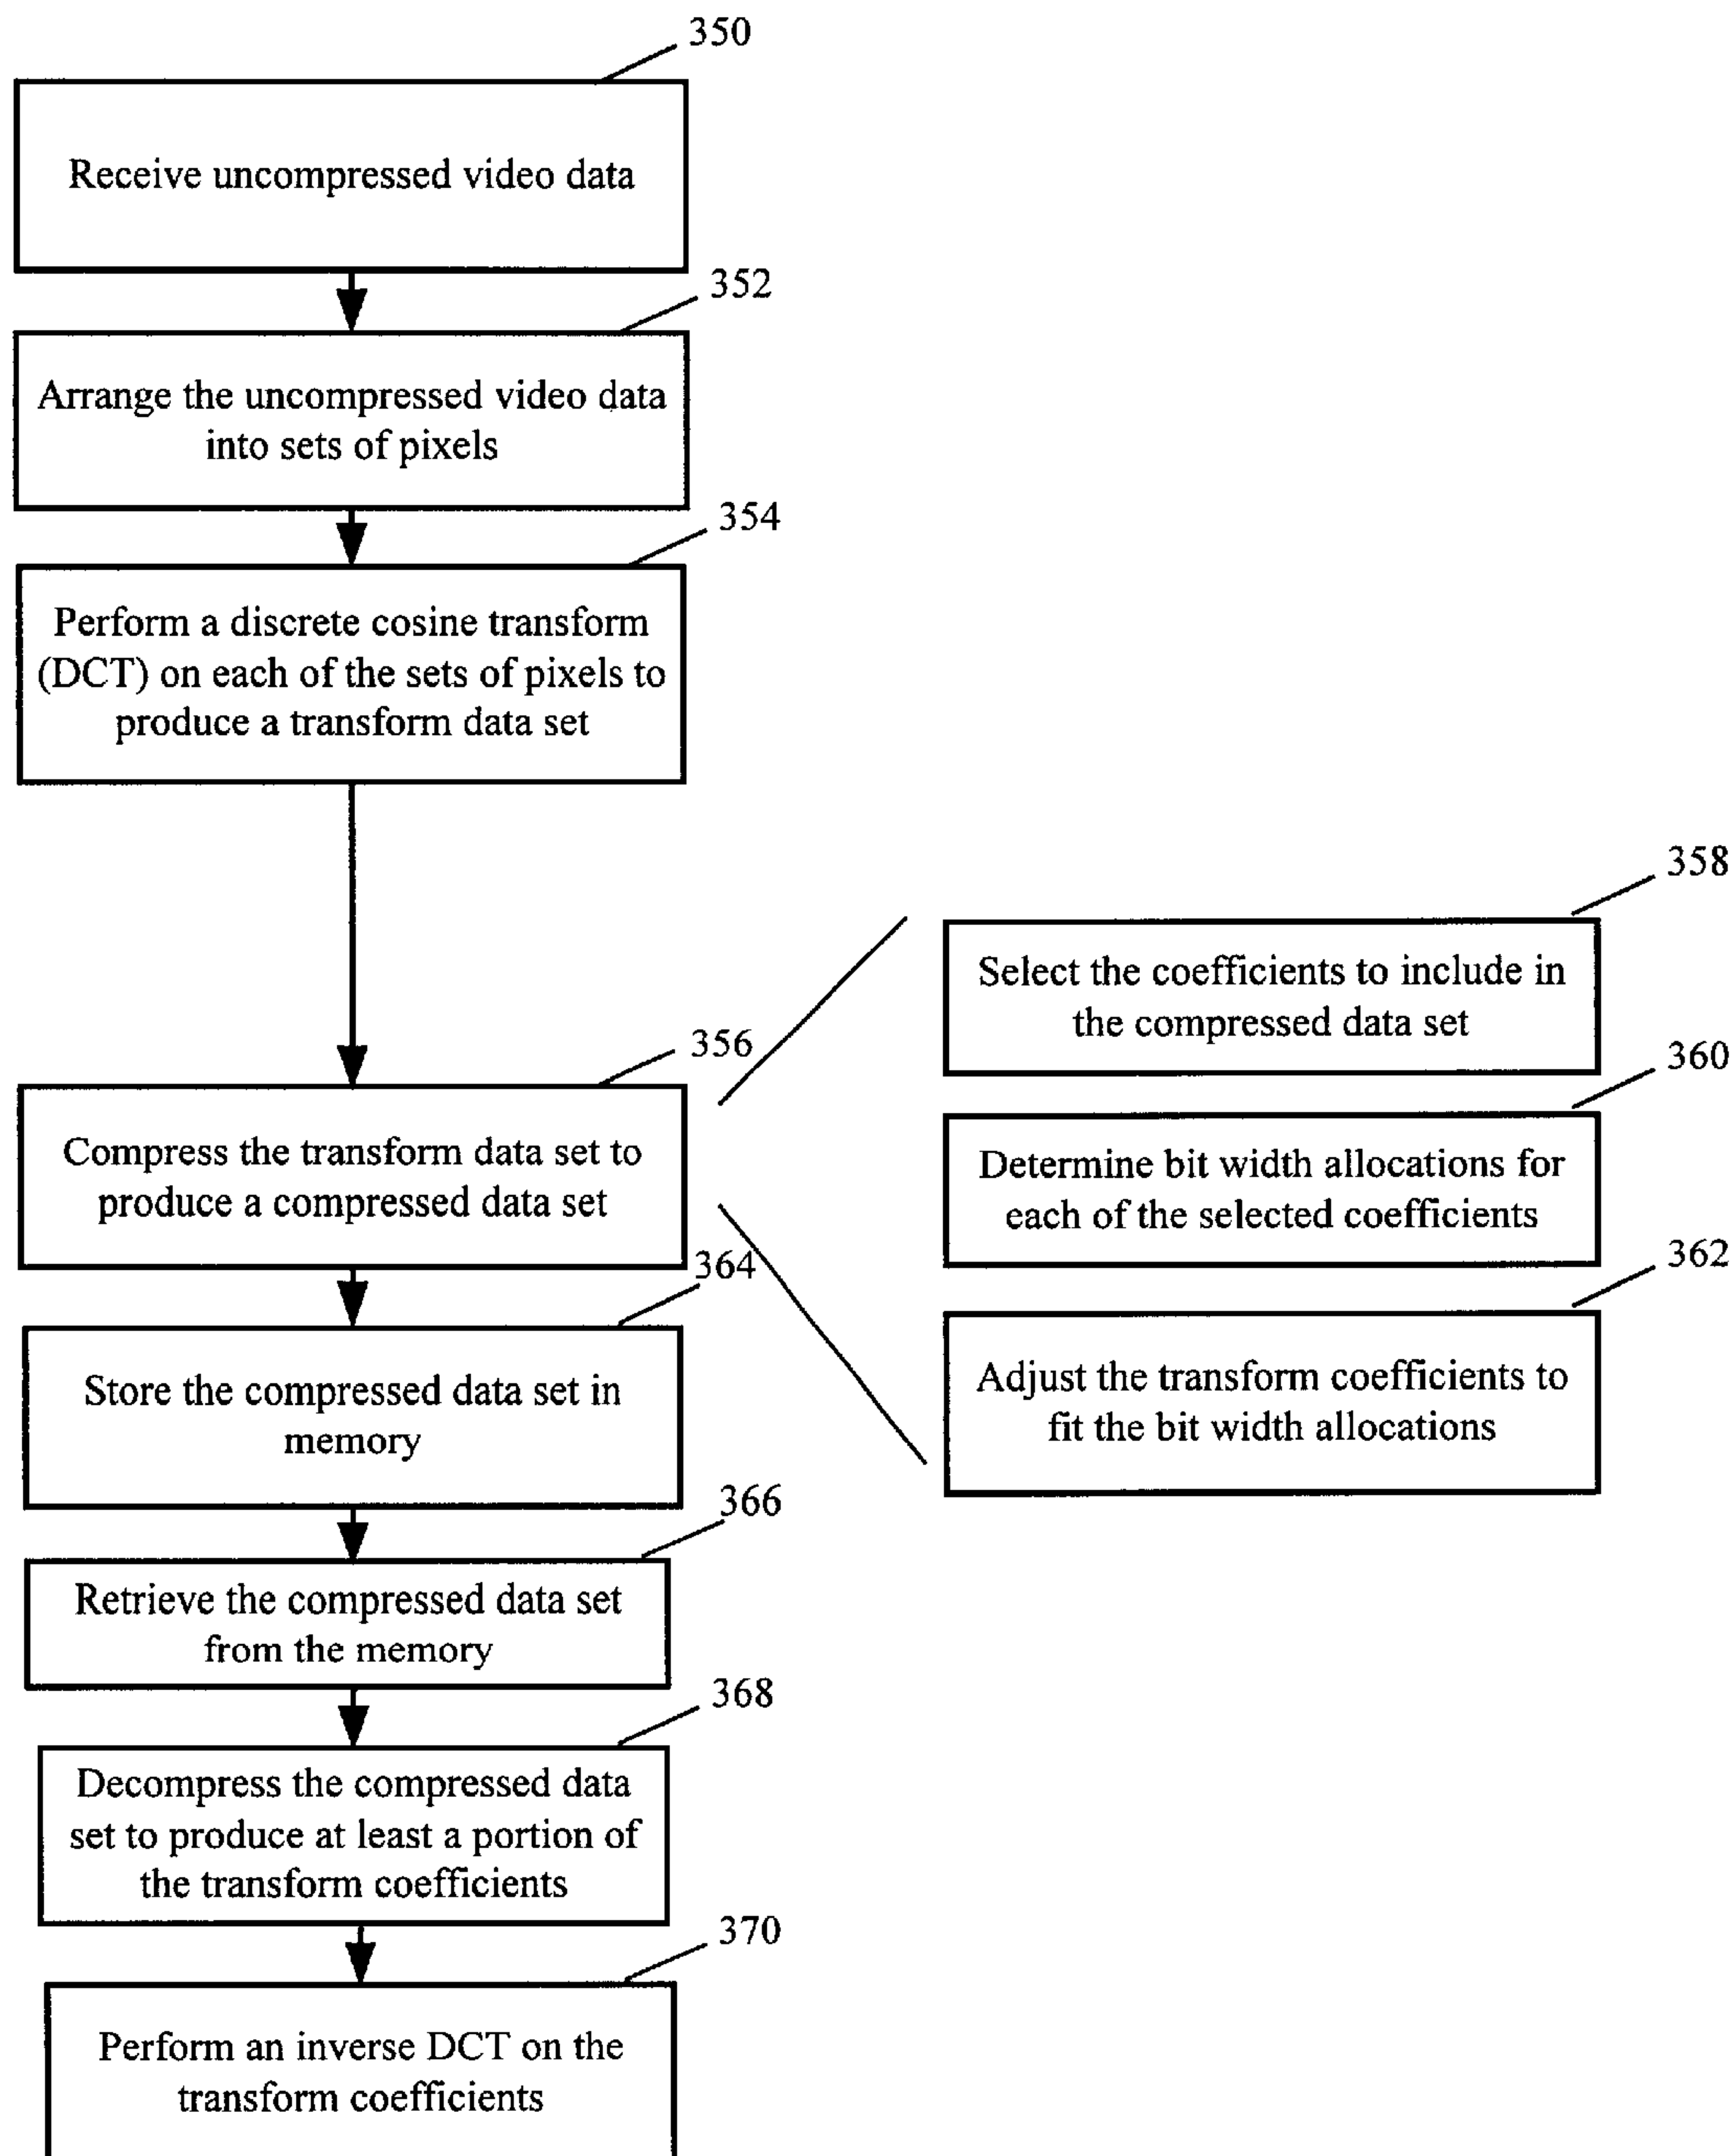 350
Receive uncompressed video data
352
Arrange the uncompressed video data
into sets of pixels
354
Perform a discrete cosine transform
(DCT) on each of the sets of pixels to
produce a transform data set
356
Compress the transform data set to
produce a compressed data set
358
Select the coefficients to include in
the compressed data set
360
Determine bit width allocations for
each of the selected coefficients
362
Adjust the transform coefficients to
fit the bit width allocations
364
Store the compressed data set in
memory
366
Retrieve the compressed data set
from the memory
368
Decompress the compressed data
set to produce at least a portion of
the transform coefficients
370
Perform an inverse DCT on the
transform coefficients